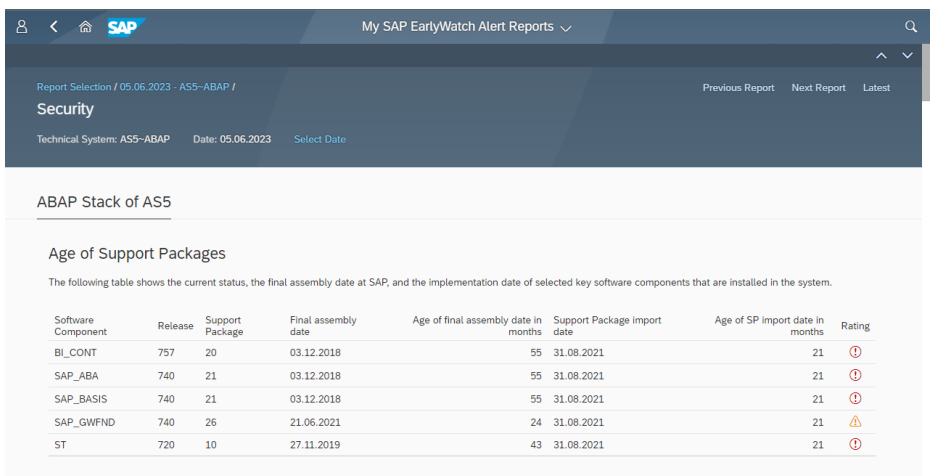 SAP
My SAP EarlyWatch Alert Reports
Report Selection / 05.06.2023 - AS5~ABAP /
Previous Report Next Report Latest
Security
Technical System: AS5~ABAP Date: 05.06.2023 Select Date
ABAP Stack of AS5
Age of Support Packages
The following table shows the current status, the final assembly date at SAP, and the implementation date of selected key software components that are installed in the system.
Software Component Release Support Package Final assembly date Age of final assembly date in months Support Package import date Age of SP import date in months Rating
BI_CONT 757 20 03.12.2018 55 31.08.2021 21
SAP_ABA 740 21 03.12.2018 55 31.08.2021 21
SAP_BASIS 740 21 03.12.2018 55 31.08.2021 21
SAP_GWFND 740 26 21.06.2021 24 31.08.2021 21
ST 720 10 27.11.2019 43 31.08.2021 21